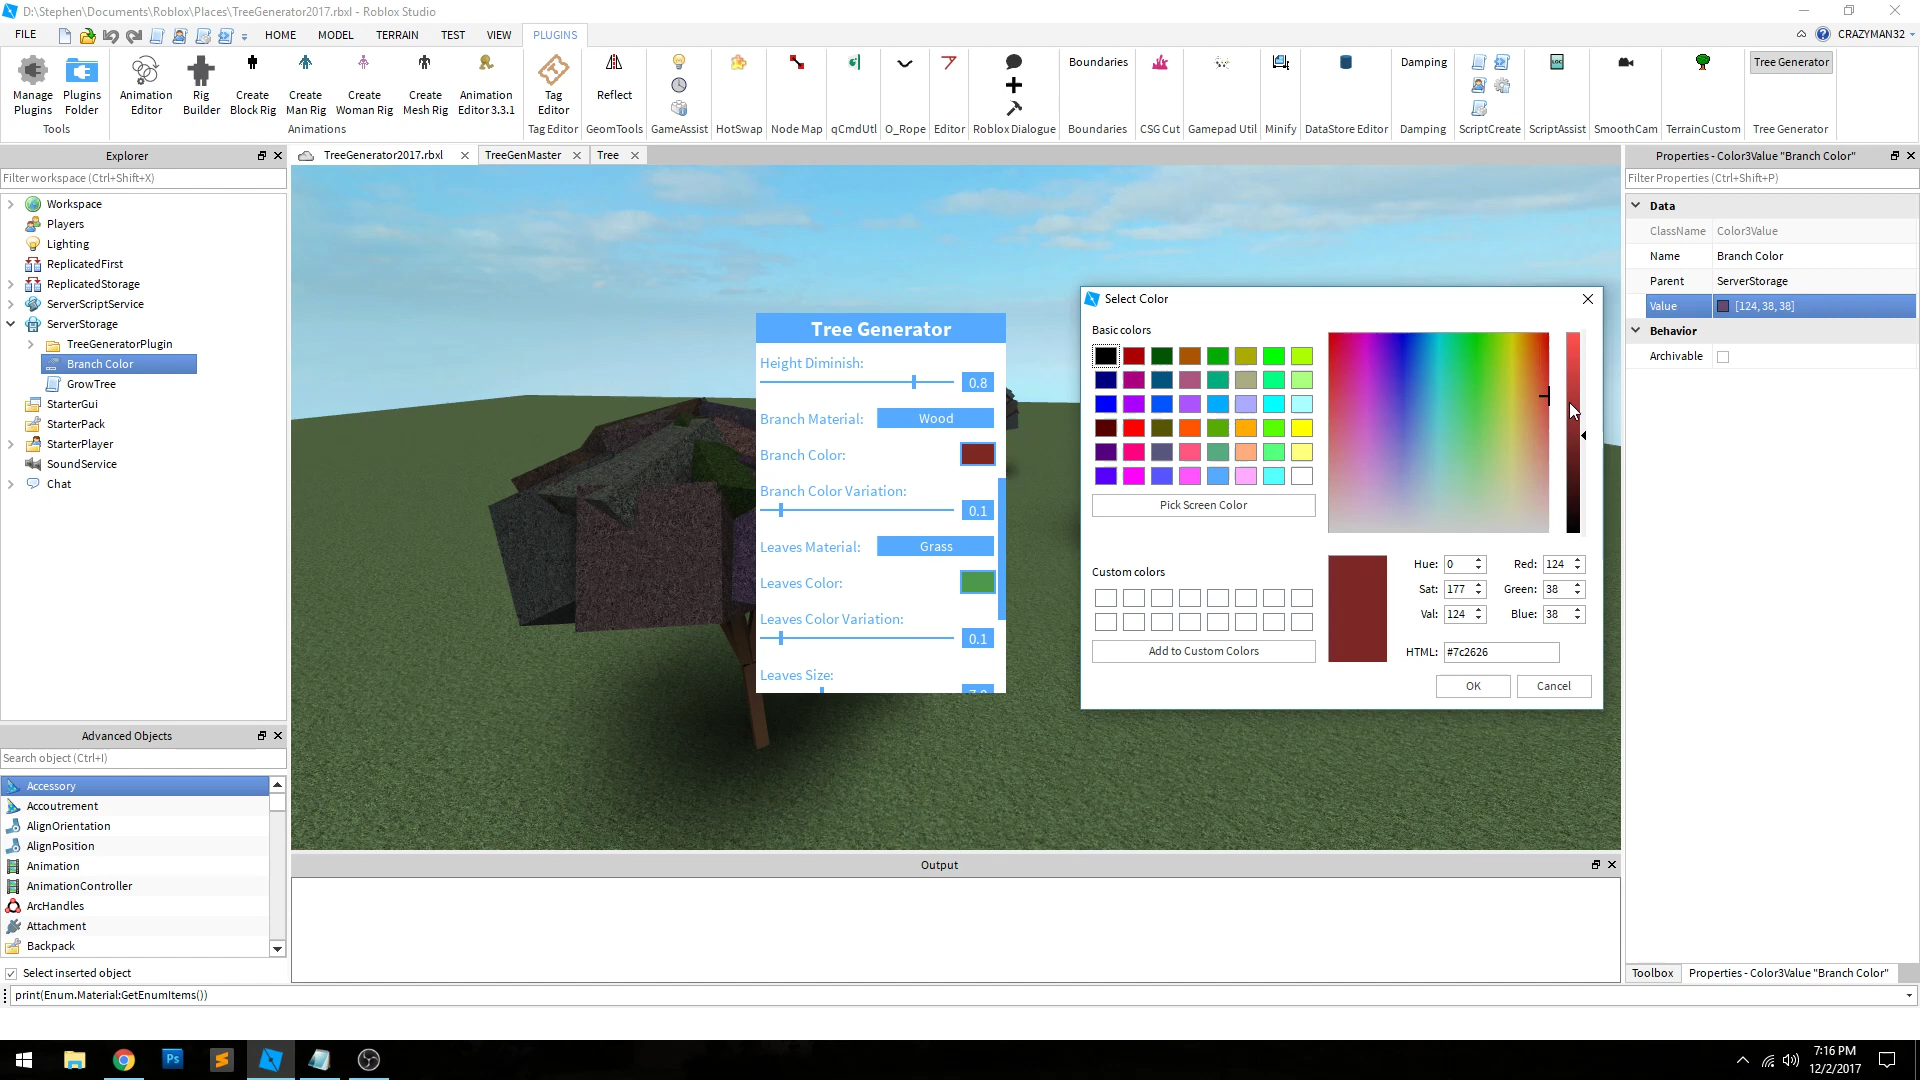 D:\Stephen\Documents\Roblox\Places\TreeGenerator2017.rbxl - Roblox Studio
FILE HOME MODEL TERRAIN TEST VIEW PLUGINS CRAZYMAN32
Manage Plugins
Plugins Folder
Tools
Animation Editor
Rig Builder
Create Block Rig
Create Man Rig
Create Woman Rig
Create Mesh Rig
Animation Editor 3.3.1
Animations
Tag Editor
Tag Editor
Reflect
GeomTools
GameAssist
HotSwap
Node Map
qCmdUtl
O_Rope
Editor
Roblox Dialogue
Boundaries
Boundaries
CSG Cut
Gamepad Util
Minify
DataStore Editor
Damping
Damping
ScriptCreate
LOC
ScriptAssist
SmoothCam
TerrainCustom
Tree Generator
Tree Generator
Explorer
Filter workspace (Ctrl+Shift+X)
Workspace
Players
Lighting
ReplicatedFirst
ReplicatedStorage
ServerScriptService
ServerStorage
TreeGeneratorPlugin
Branch Color
GrowTree
StarterGui
StarterPack
StarterPlayer
SoundService
Chat
Advanced Objects
Search object (Ctrl+I)
Accessory
Accoutrement
AlignOrientation
AlignPosition
Animation
AnimationController
ArcHandles
Attachment
Backpack
Select inserted object
TreeGenerator2017.rbxl TreeGenMaster Tree
Tree Generator
Height Diminish:
0.8
Branch Material: Wood
Branch Color:
Branch Color Variation:
0.1
Leaves Material: Grass
Leaves Color:
Leaves Color Variation:
0.1
Leaves Size:
Select Color
Basic colors
Pick Screen Color
Custom colors
Add to Custom Colors
Hue: 0 Red: 124
Sat: 177 Green: 38
Val: 124 Blue: 38
HTML: #7c2626
OK Cancel
Properties - Color3Value "Branch Color"
Filter Properties (Ctrl+Shift+P)
Data
ClassName Color3Value
Name Branch Color
Parent ServerStorage
Value [124, 38, 38]
Behavior
Archivable
Output
Toolbox Properties - Color3Value "Branch Color"
print(Enum.Material:GetEnumItems())
Ps
7:16 PM
12/2/2017